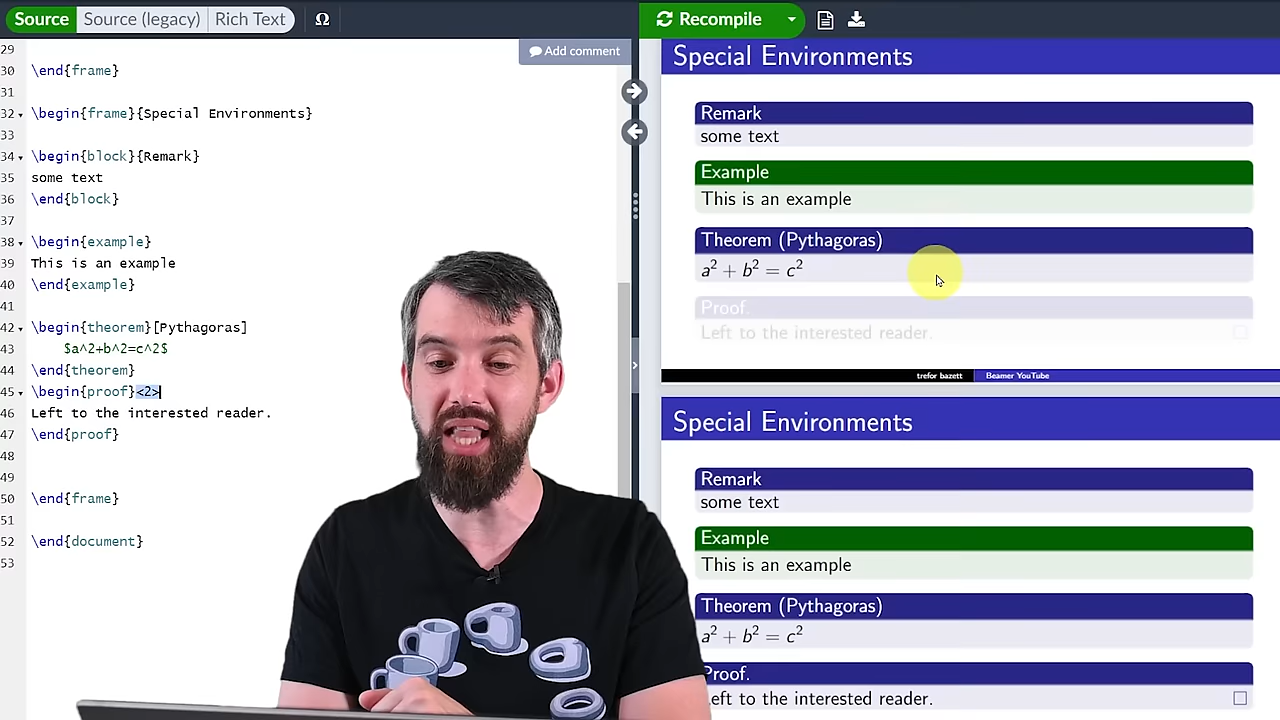 Source Source (legacy) Rich Text Ω
Recompile
Add comment
29
30 \end{frame}
31
32 \begin{frame}{Special Environments}
33
34 \begin{block}{Remark}
35 some text
36 \end{block}
37
38 \begin{example}
39 This is an example
40 \end{example}
41
42 \begin{theorem}[Pythagoras]
43 $a^2+b^2=c^2$
44 \end{theorem}
45 \begin{proof}<2>
46 Left to the interested reader.
47 \end{proof}
48
49
50 \end{frame}
51
52 \end{document}
53
Special Environments
Remark
some text
Example
This is an example
Theorem (Pythagoras)
a² + b² = c²
Proof.
Left to the interested reader.
trefor bazett Beamer YouTube
Special Environments
Remark
some text
Example
This is an example
Theorem (Pythagoras)
a² + b² = c²
Proof.
Left to the interested reader.